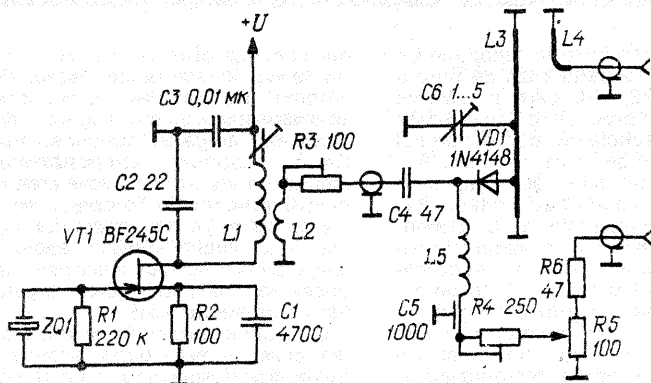 +U
L3
L4
C3 0,01 мк
C6 1...5
R3 100
VD1
1N4148
C2 22
L1
L2
C4 47
VT1 BF245C
L5
R6
47
ZQ1
R1
220 к
R2
100
C1
4700
C5
1000
R4 250
R5
100